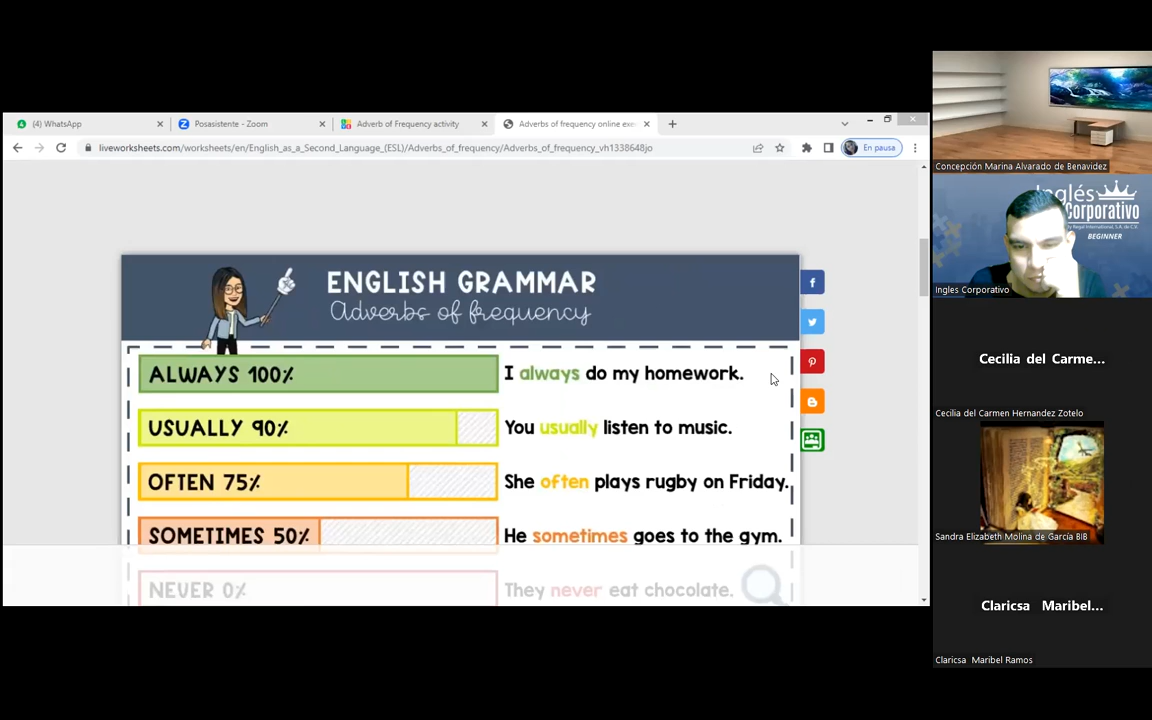 (4) WhatsApp
Posasistente - Zoom
Adverb of Frequency activity
Adverbs of frequency online exe
liveworksheets.com/worksheets/en/English_as_a_Second_Language_(ESL)/Adverbs_of_frequency/Adverbs_of_frequency_vh1338648jo
En pausa
ENGLISH GRAMMAR
Adverbs of frequency
ALWAYS 100% I always do my homework.
USUALLY 90% You usually listen to music.
OFTEN 75% She often plays rugby on Friday.
SOMETIMES 50% He sometimes goes to the gym.
NEVER 0% They never eat chocolate.
Concepción Marina Alvarado de Benavidez
Inglés
Corporativo
Regal International, S.A. de C.V.
BEGINNER
Ingles Corporativo
Cecilia del Carme...
Cecilia del Carmen Hernandez Zotelo
Sandra Elizabeth Molina de García BIB
Claricsa Maribel...
Claricsa Maribel Ramos